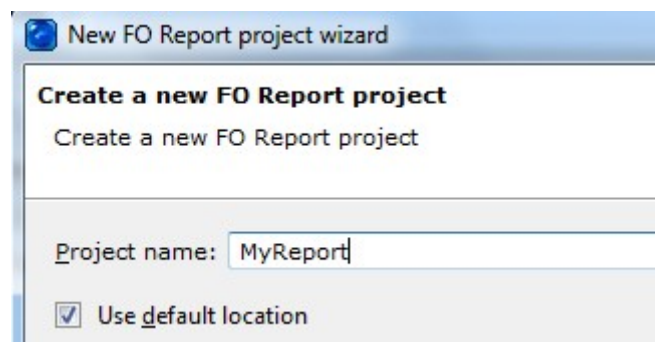 New FO Report project wizard
Create a new FO Report project
Create a new FO Report project
Project name: MyReport
Use default location